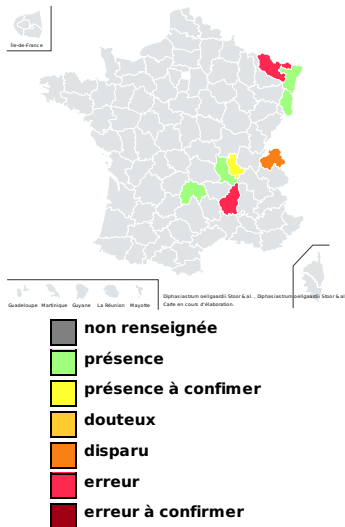 Île-de-France
Guadeloupe Martinique Guyane La Réunion Mayotte
Diphasiastrum oellgaardii Stoor & al. , Diphasiastrum oellgaardii Stoor & al
Carte en cours d'élaboration.
non renseignée
présence
présence à confimer
douteux
disparu
erreur
erreur à confirmer